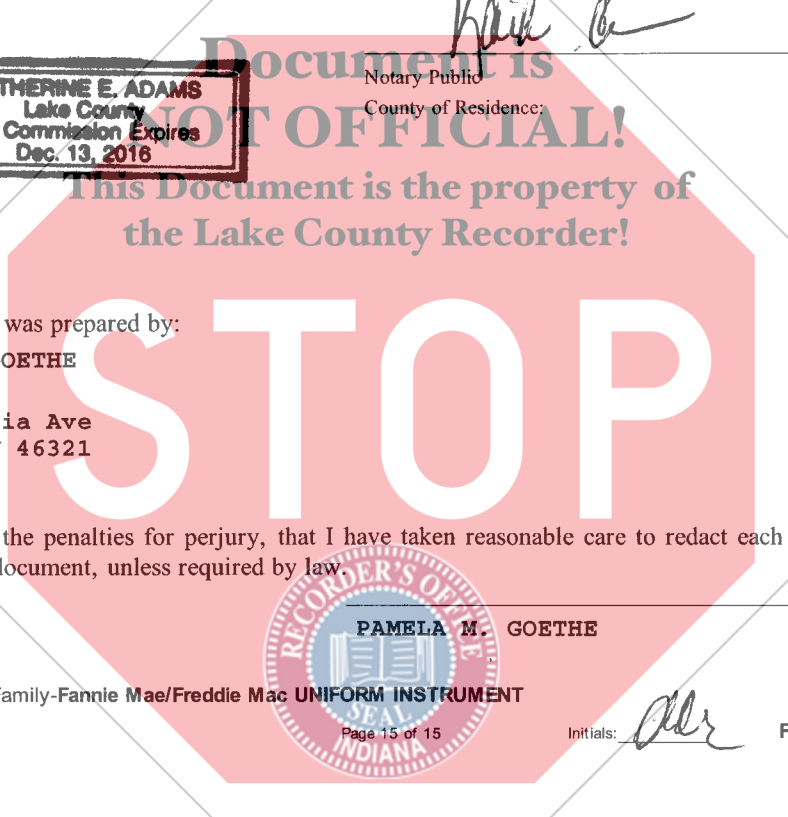 Document is
NOT OFFICIAL!
This Document is the property of
the Lake County Recorder!
STOP
THERINE E. ADAMS
Lake County
Commission Expires
Dec. 13, 2016
Notary Public
County of Residence:
was prepared by:
OETHE
ia Ave
46321
the penalties for perjury, that I have taken reasonable care to redact each
document, unless required by law.
PAMELA M. GOETHE
RECORDER'S OFFICE
SEAL
INDIANA
Family-Fannie Mae/Freddie Mac UNIFORM INSTRUMENT
Page 15 of 15
Initials: